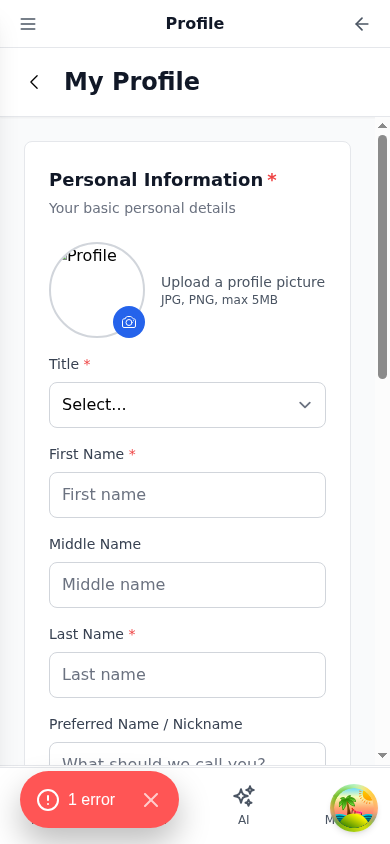 Profile
My Profile
Personal Information *
Your basic personal details
Profile
Upload a profile picture
JPG, PNG, max 5MB
Title *
Select...
First Name *
First name
Middle Name
Middle name
Last Name *
Last name
Preferred Name / Nickname
What should we call you?
1 error
AI